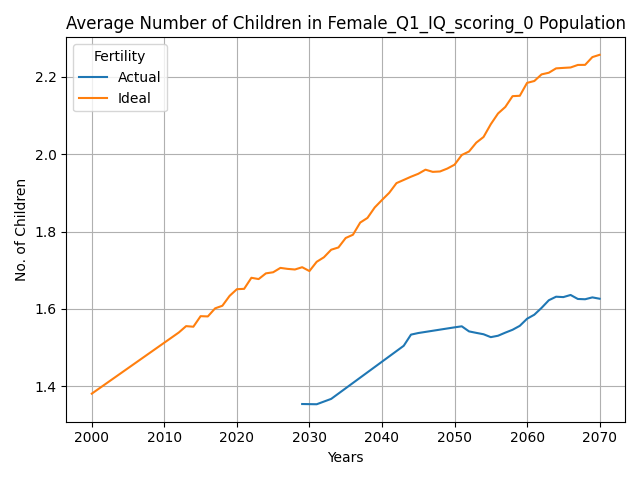 Average Number of Children in Female_Q1_IQ_scoring_0 Population
Fertility
Actual
Ideal
No. of Children
2.2
2.0
1.8
1.6
1.4
2000 2010 2020 2030 2040 2050 2060 2070
Years